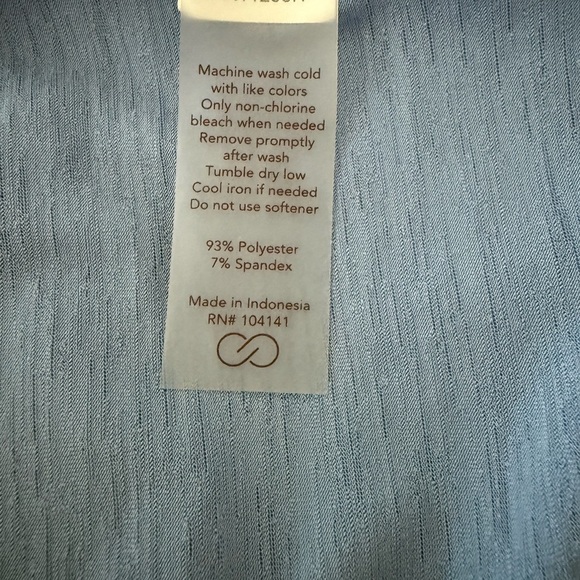 Machine wash cold
with like colors
Only non-chlorine
bleach when needed
Remove promptly
after wash
Tumble dry low
Cool iron if needed
Do not use softener
93% Polyester
7% Spandex
Made in Indonesia
RN# 104141